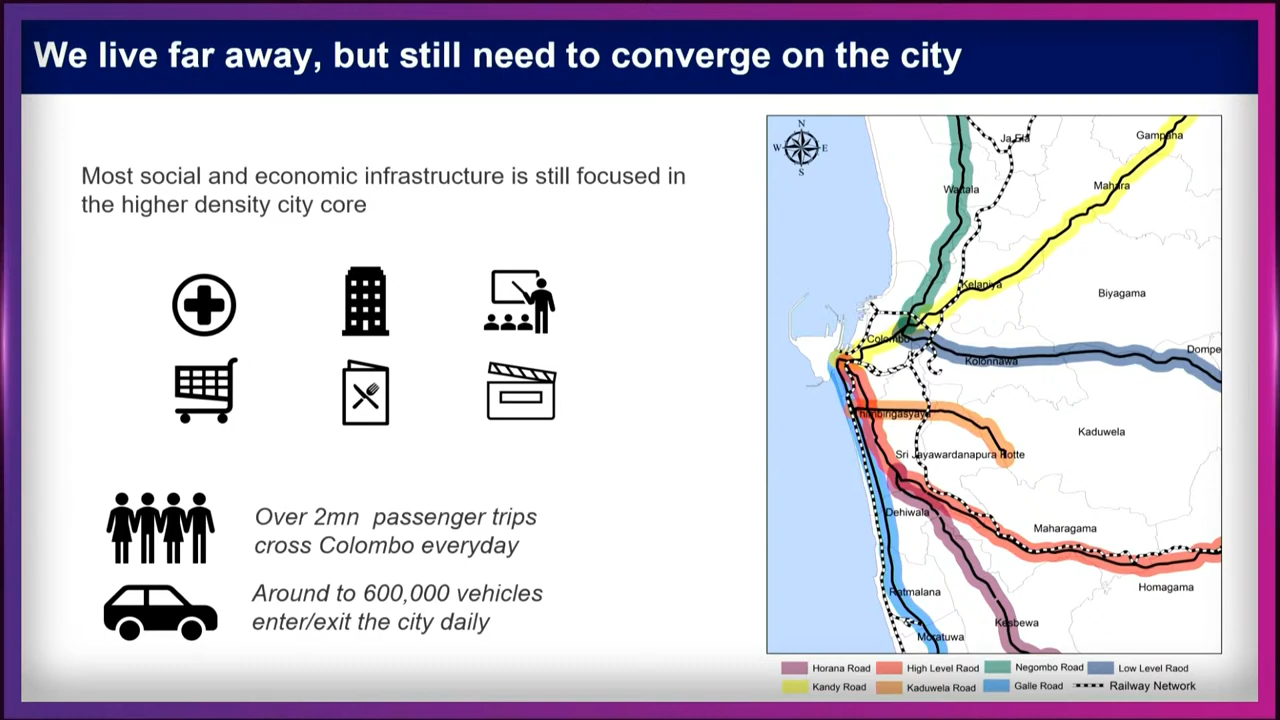 We live far away, but still need to converge on the city
Most social and economic infrastructure is still focused in
the higher density city core
Over 2mn passenger trips
cross Colombo everyday
Around to 600,000 vehicles
enter/exit the city daily
N
W
E
S
Ja Ela
Gampaha
Mahara
Wattala
Kelaniya
Biyagama
Colombo
Kolonnawa
Dompe
Thimbirigasyaya
Kaduwela
Sri Jayawardanapura Kotte
Dehiwala
Maharagama
Homagama
Ratmalana
Kesbewa
Moratuwa
Horana Road
High Level Raod
Negombo Road
Low Level Raod
Kandy Road
Kaduwela Road
Galle Road
Railway Network